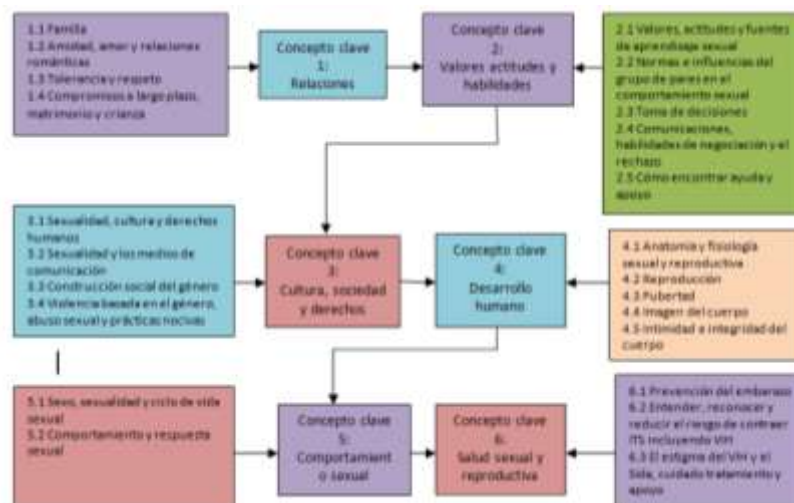 1.1 Familia
1.2 Amistad, amor y relaciones
románticas
1.3 Tolerancia y respeto
1.4 Compromisos a largo plazo,
matrimonio y crianza
Concepto clave
1:
Relaciones
Concepto clave
2:
Valores actitudes y
habilidades
2.1 Valores, actitudes y fuentes
de aprendizaje sexual
2.2 Normas e influencias del
grupo de pares en el
comportamiento sexual
2.3 Toma de decisiones
2.4 Comunicaciones,
habilidades de negociación y el
rechazo
2.5 Cómo encontrar ayuda y
apoyo
3.1 Sexualidad, cultura y derechos
humanos
3.2 Sexualidad y los medios de
comunicación
3.3 Construcción social del género
3.4 Violencia basada en el género,
abuso sexual y prácticas nocivas
Concepto clave
3:
Cultura, sociedad
y derechos
Concepto clave
4:
Desarrollo
humano
4.1 Anatomía y fisiología
sexual y reproductiva
4.2 Reproducción
4.3 Pubertad
4.4 Imagen del cuerpo
4.5 Intimidad e integridad del
cuerpo
5.1 Sexo, sexualidad y ciclo de vida
sexual
5.2 Comportamiento y respuesta
sexual
Concepto clave
5:
Comportamient
o sexual
Concepto clave
6:
Salud sexual y
reproductiva
6.1 Prevención del embarazo
6.2 Entender, reconocer y
reducir el riesgo de contraer
ITS incluyendo VIH
6.3 El estigma del VIH y el
Sida, cuidado tratamiento y
apoyo